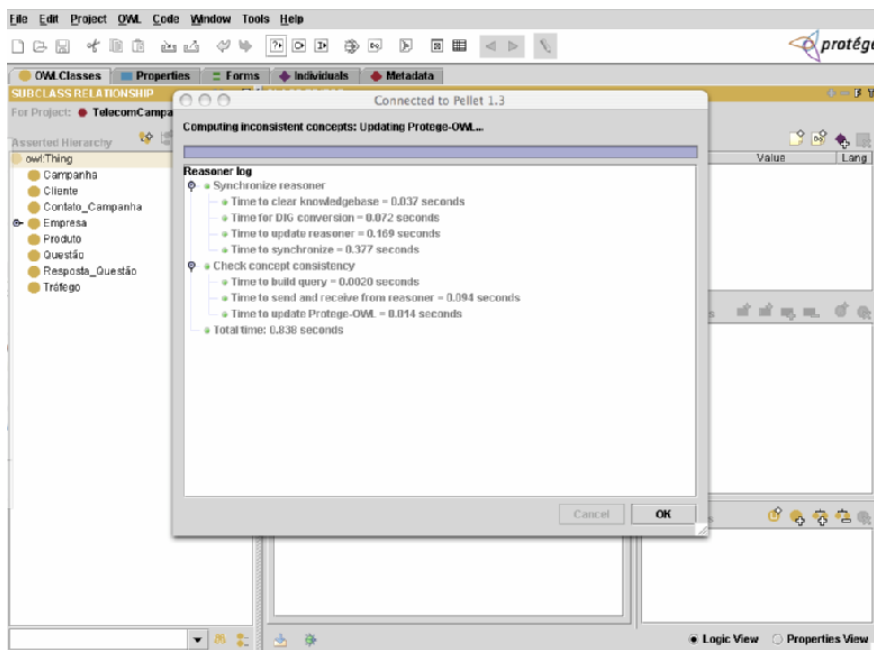 File Edit Project OWL Code Window Tools Help
protégé
OWLClasses Properties Forms Individuals Metadata
SUBCLASS RELATIONSHIP
For Project: TelecomCampa
Asserted Hierarchy
owl:Thing
Campanha
Cliente
Contato_Campanha
Empresa
Produto
Questão
Resposta_Questão
Tráfego
Connected to Pellet 1.3
Computing inconsistent concepts: Updating Protege-OWL...
Reasoner log
Synchronize reasoner
Time to clear knowledgebase = 0.037 seconds
Time for DIG conversion = 0.072 seconds
Time to update reasoner = 0.169 seconds
Time to synchronize = 0.377 seconds
Check concept consistency
Time to build query = 0.0020 seconds
Time to send and receive from reasoner = 0.094 seconds
Time to update Protege-OWL = 0.014 seconds
Total time: 0.838 seconds
Cancel OK
Value Lang
Logic View Properties View